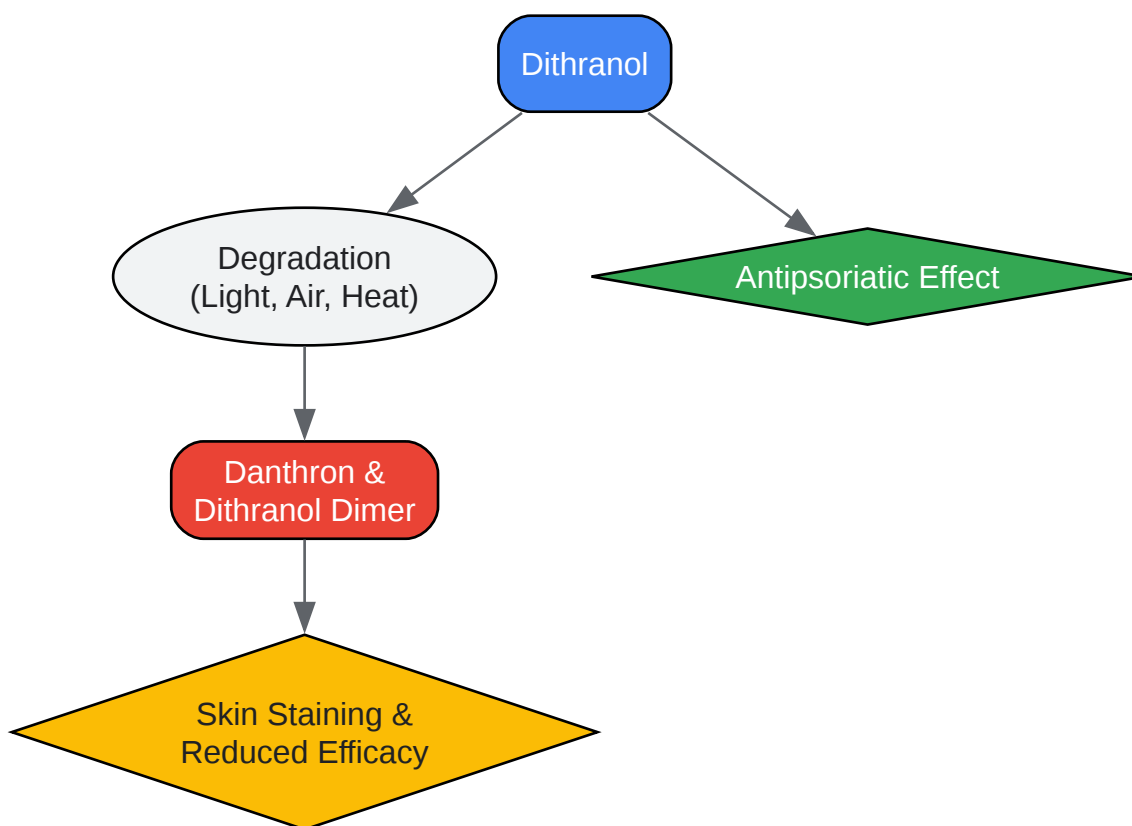 Dithranol
Degradation
(Light, Air, Heat)
Antipsoriatic Effect
Danthron &
Dithranol Dimer
Skin Staining &
Reduced Efficacy